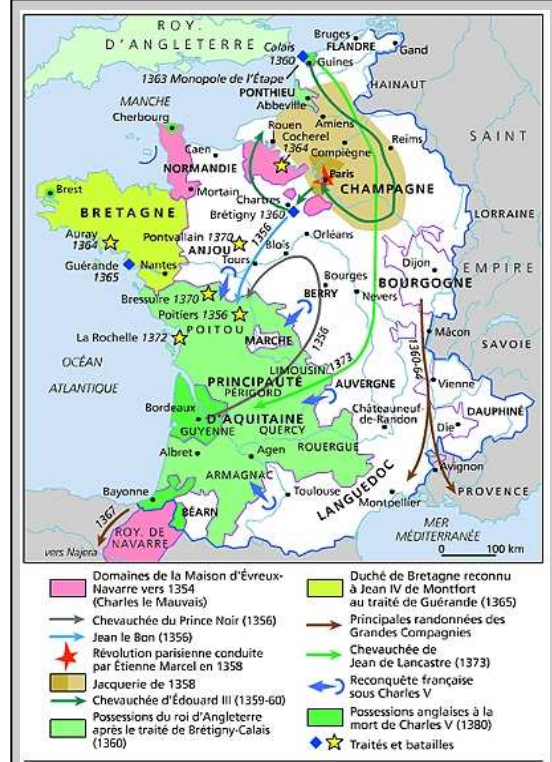 ROY.
D'ANGLETERRE
Bruges
FLANDRE
Gand
Calais
1360
Guines
1363 Monopole de l'Étape
HAINAUT
PONTHIEU
Abbeville
MANCHE
Cherbourg
Amiens
SAINT
Rouen
Cocherel
1364
Compiègne
Reims
Caen
NORMANDIE
Paris
CHAMPAGNE
Brest
Mortain
Chartres
LORRAINE
BRETAGNE
Brétigny 1360
Auray
1364
Pontvallain 1370
1356
Orléans
ANJOU
Blois
EMPIRE
Guérande
1365
Tours
Dijon
Nantes
Bourges
BOURGOGNE
Bressuire 1370
BERRY
Nevers
Poitiers 1356
POITOU
1356
La Rochelle 1372
MARCHE
Mâcon
SAVOIE
1360-64
OCÉAN
ATLANTIQUE
LIMOUSIN
1373
PRINCIPAUTÉ
PÉRIGORD
AUVERGNE
Vienne
Bordeaux
D'AQUITAINE
Châteauneuf-
de-Randon
DAUPHINÉ
GUYENNE
QUERCY
Die
ROUERGUE
Albret
Agen
ARMAGNAC
Avignon
LANGUEDOC
Bayonne
Toulouse
Montpellier
PROVENCE
1367
BÉARN
ROY. DE
NAVARRE
MER
MÉDITERRANÉE
vers Najera
0
100 km
Domaines de la Maison d'Évreux-
Navarre vers 1354
(Charles le Mauvais)
Chevauchée du Prince Noir (1356)
Jean le Bon (1356)
Révolution parisienne conduite
par Étienne Marcel en 1358
Jacquerie de 1358
Chevauchée d'Édouard III (1359-60)
Possessions du roi d'Angleterre
après le traité de Brétigny-Calais
(1360)
Duché de Bretagne reconnu
à Jean IV de Montfort
au traité de Guérande (1365)
Principales randonnées des
Grandes Compagnies
Chevauchée de
Jean de Lancastre (1373)
Reconquête française
sous Charles V
Possessions anglaises à la
mort de Charles V (1380)
Traités et batailles